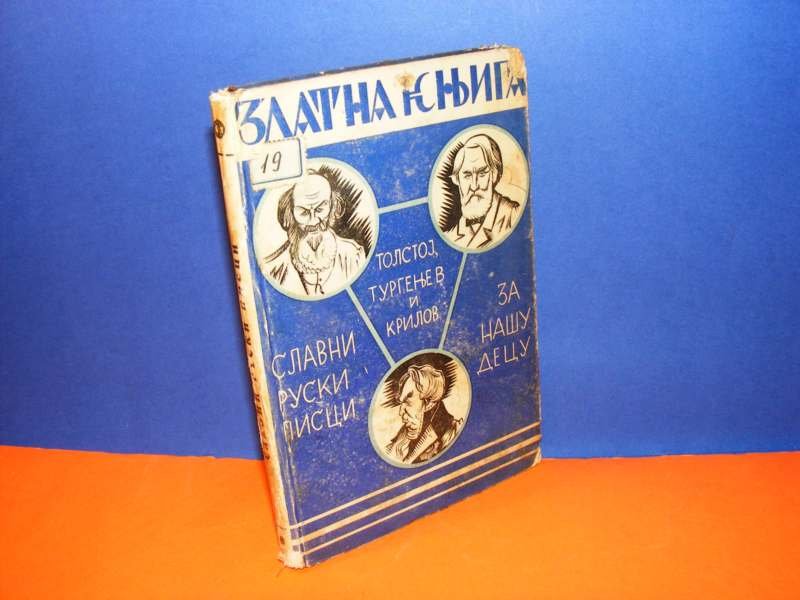 ЗЛАТНА КЊИГА
19
ТОЛСТОЈ,
ТУРГЕЊЕВ
И
КРИЛОВ
СЛАВНИ
РУСКИ
ПИСЦИ
ЗА
НАШУ
ДЕЦУ